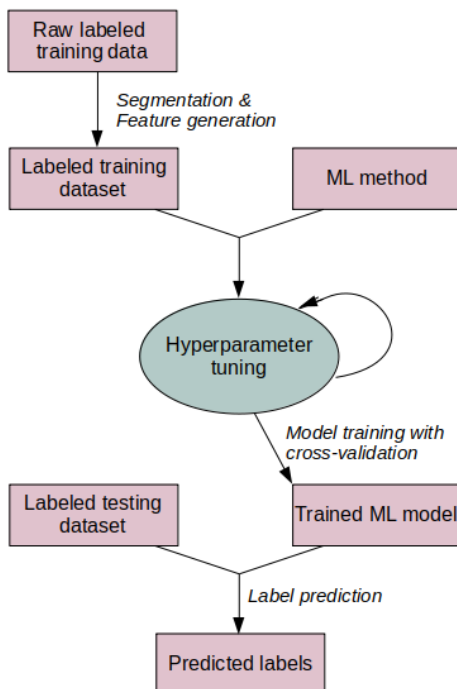 Raw labeled
training data
Segmentation &
Feature generation
Labeled training
dataset
ML method
Hyperparameter
tuning
Model training with
cross-validation
Labeled testing
dataset
Trained ML model
Label prediction
Predicted labels